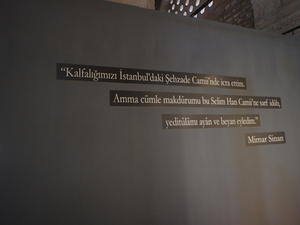 “Kalfalığımızı İstanbul'daki Şehzade Camii'nde icra ettim.
Amma cümle makdûrumu bu Selim Han Camii'ne sarf idüb,
yeditûlâmı ayân ve beyan eyledim.”
Mimar Sinan